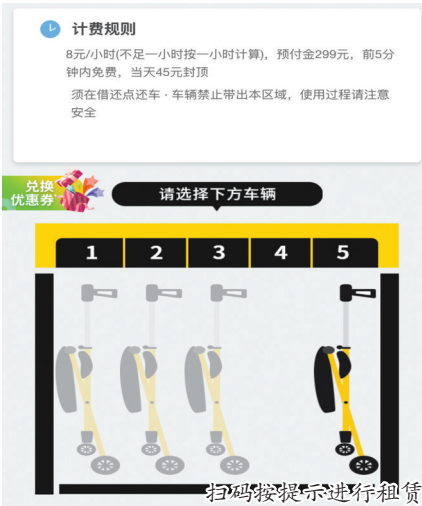 计费规则
8元/小时(不足一小时按一小时计算)，预付金299元，前5分
钟内免费，当天45元封顶
须在借还点还车·车辆禁止带出本区域，使用过程请注意
安全
兑换
优惠券
请选择下方车辆
1 2 3 4 5
扫码按提示进行租赁